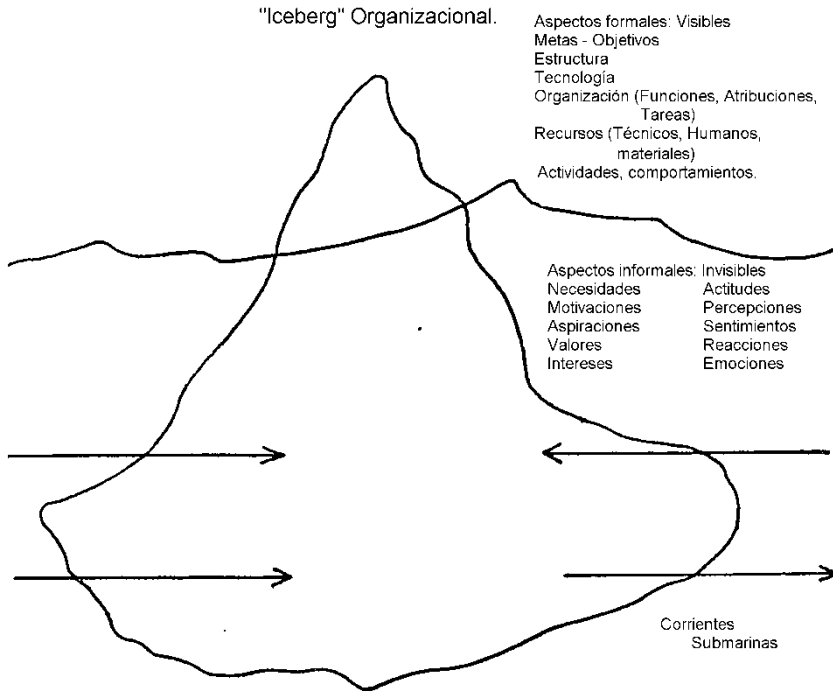 "Iceberg" Organizacional.
Aspectos formales: Visibles
Metas - Objetivos
Estructura
Tecnología
Organización (Funciones, Atribuciones,
Tareas)
Recursos (Técnicos, Humanos,
materiales)
Actividades, comportamientos.
Aspectos informales: Invisibles
Necesidades Actitudes
Motivaciones Percepciones
Aspiraciones Sentimientos
Valores Reacciones
Intereses Emociones
Corrientes
Submarinas